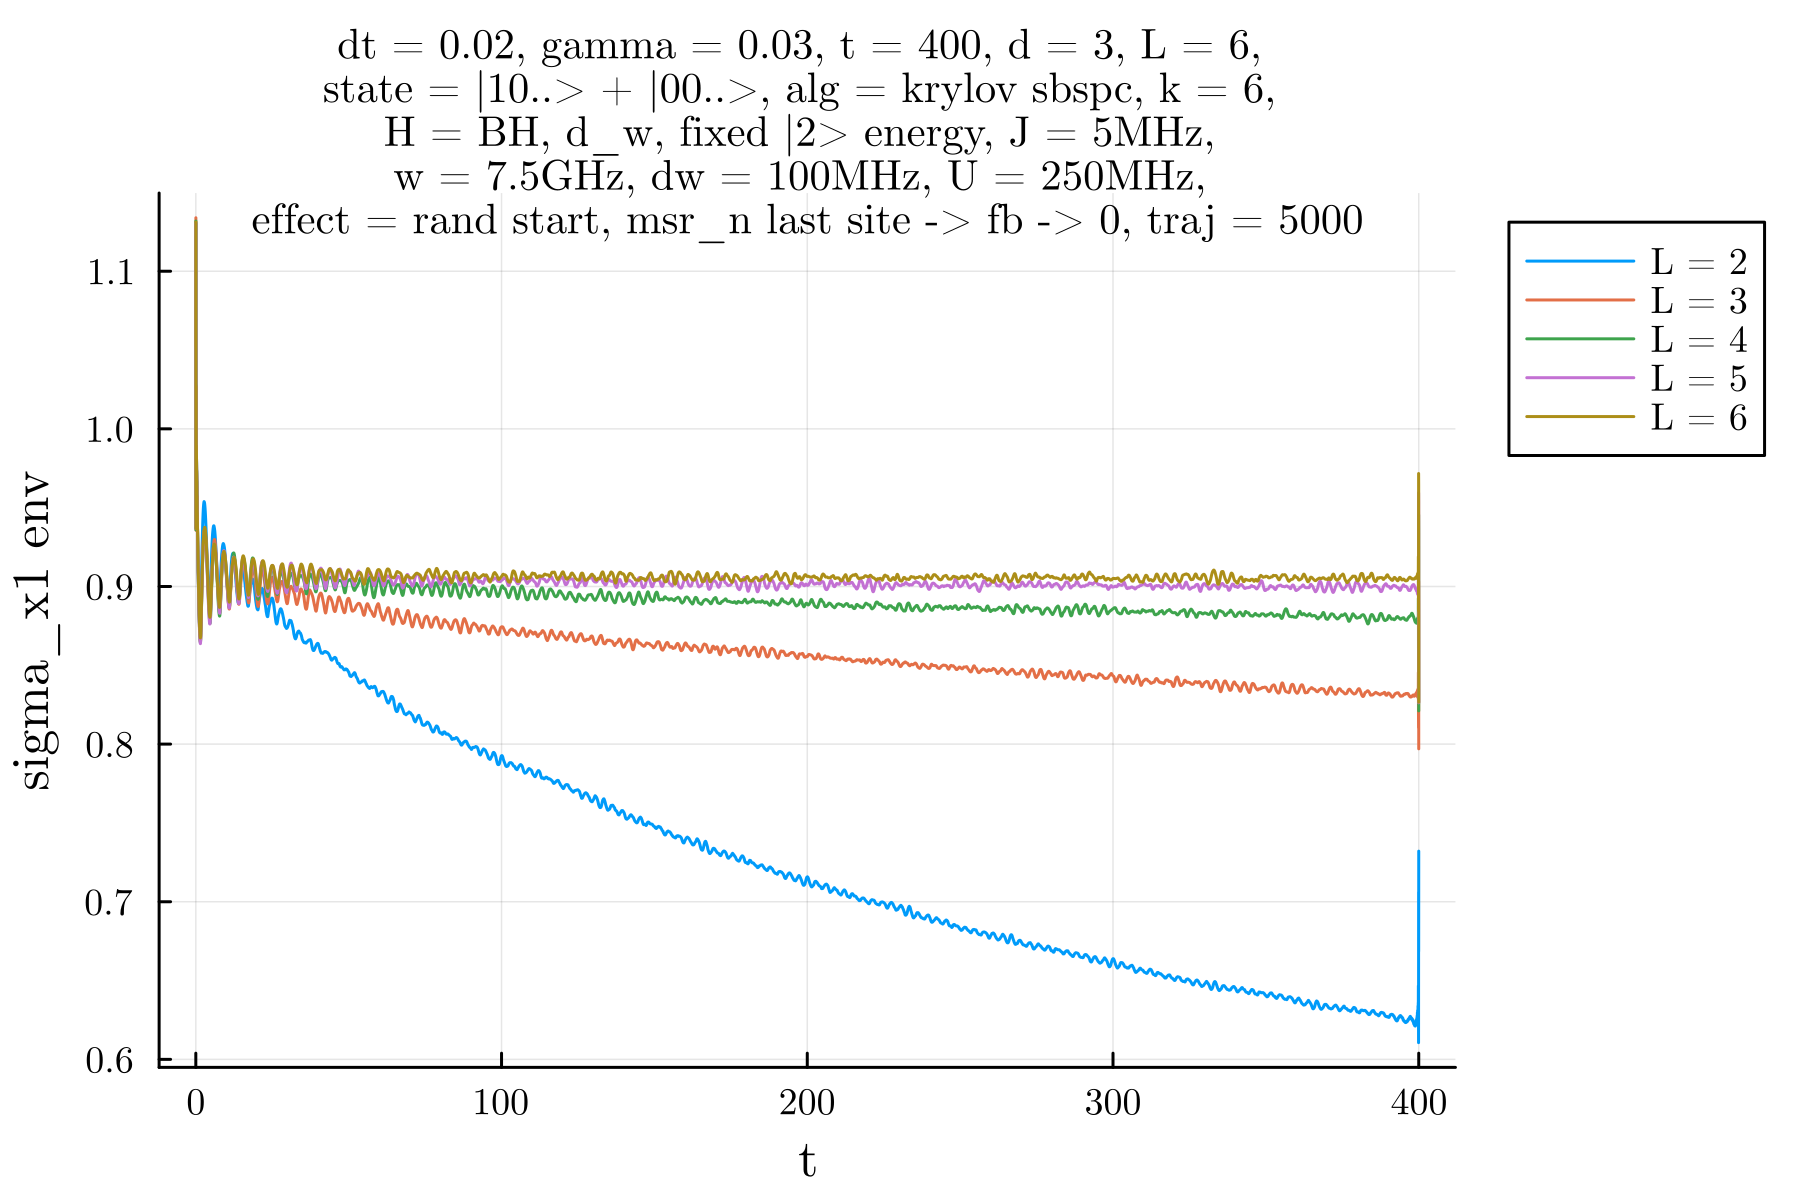 dt = 0.02, gamma = 0.03, t = 400, d = 3, L = 6,
state = |10..> + |00..>, alg = krylov sbspc, k = 6,
H = BH, d_w, fixed |2> energy, J = 5MHz,
w = 7.5GHz, dw = 100MHz, U = 250MHz,
effect = rand start, msr_n last site -> fb -> 0, traj = 5000
L = 2
L = 3
L = 4
L = 5
L = 6
1.1
1.0
0.9
0.8
0.7
0.6
sigma_x1 env
0
100
200
300
400
t